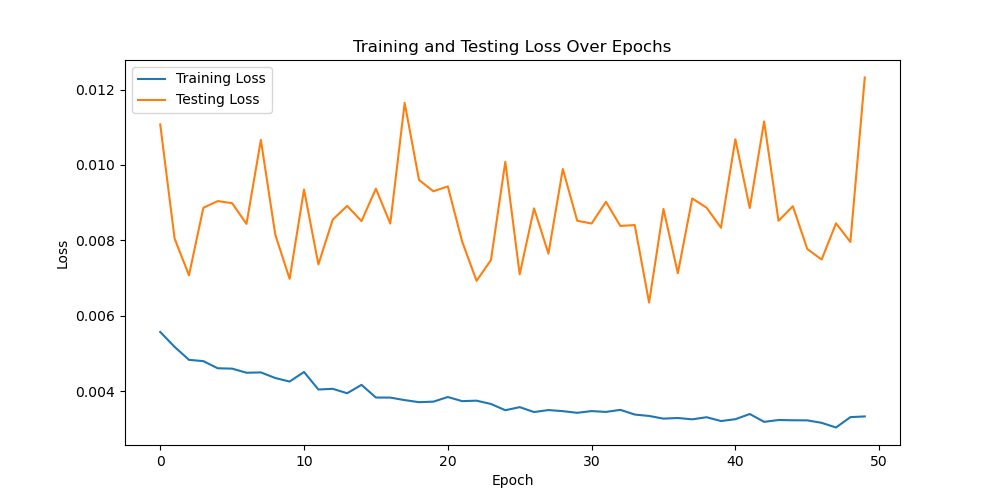 Training and Testing Loss Over Epochs
Training Loss
Testing Loss
Loss
0.012
0.010
0.008
0.006
0.004
0 10 20 30 40 50
Epoch